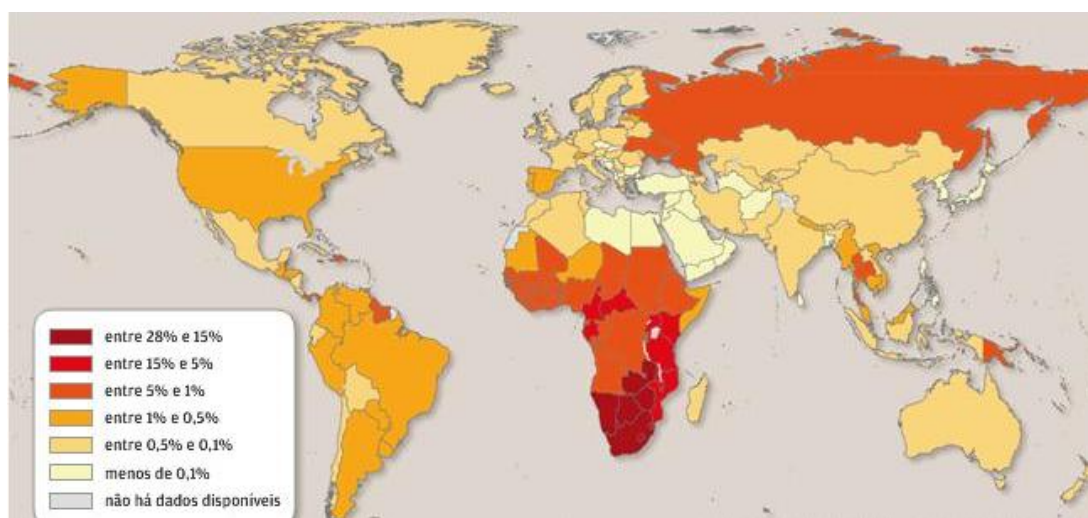 entre 28% e 15%
entre 15% e 5%
entre 5% e 1%
entre 1% e 0,5%
entre 0,5% e 0,1%
menos de 0,1%
não há dados disponíveis